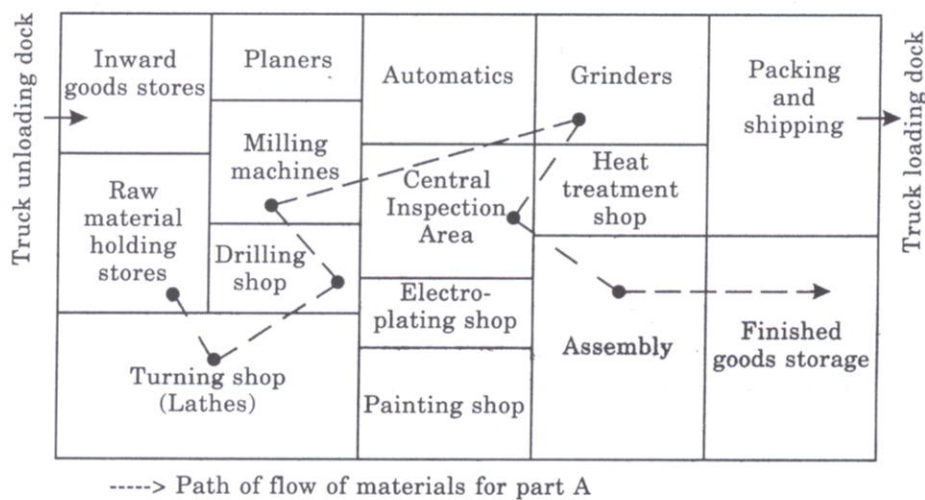 Truck unloading dock
Inward
goods stores
Planers
Automatics
Grinders
Packing
and
shipping
Truck loading dock
Milling
machines
Raw
material
holding
stores
Central
Inspection
Area
Heat
treatment
shop
Drilling
shop
Electro-
plating shop
Assembly
Finished
goods storage
Turning shop
(Lathes)
Painting shop
-----> Path of flow of materials for part A